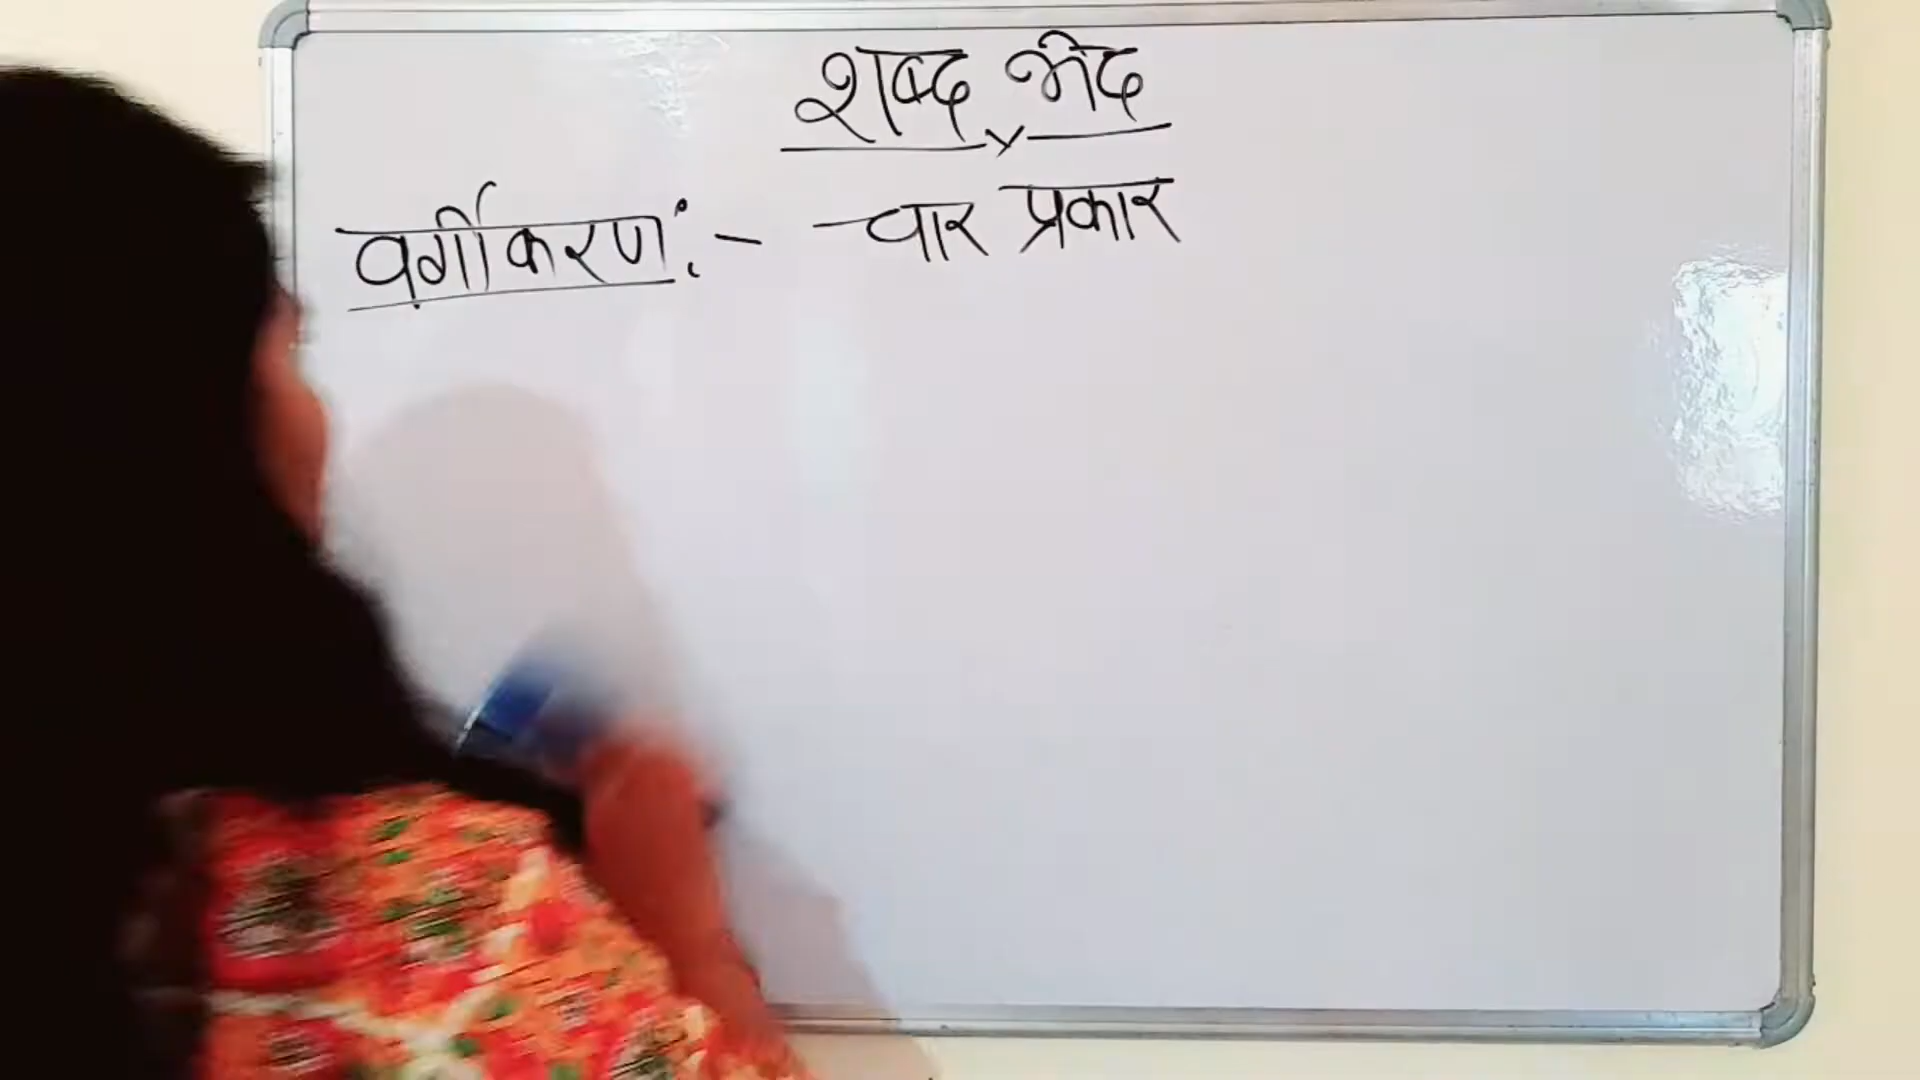 शब्द भेद
वर्गीकरण :- चार प्रकार